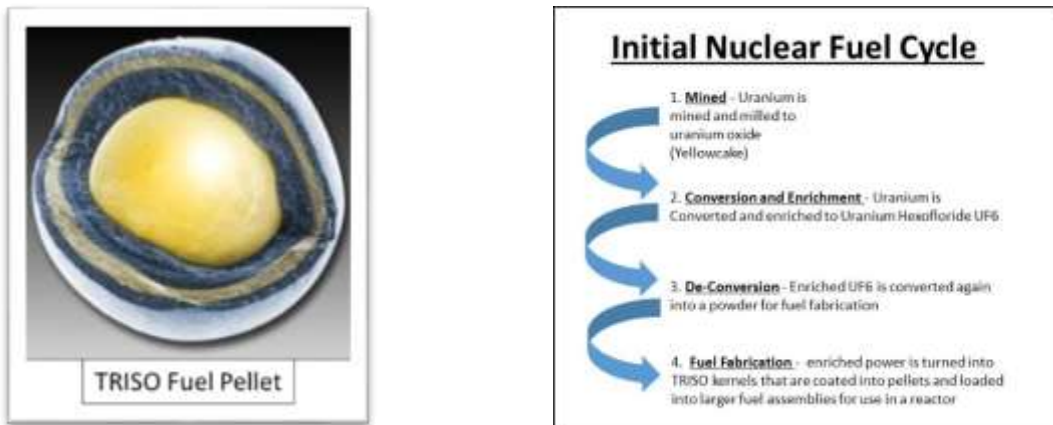 TRISO Fuel Pellet
Initial Nuclear Fuel Cycle
1. Mined - Uranium is
mined and milled to
uranium oxide
(Yellowcake)
2. Conversion and Enrichment - Uranium is
Converted and enriched to Uranium Hexofloride UF6
3. De-Conversion - Enriched UF6 is converted again
into a powder for fuel fabrication
4. Fuel Fabrication - enriched power is turned into
TRISO kernels that are coated into pellets and loaded
into larger fuel assemblies for use in a reactor